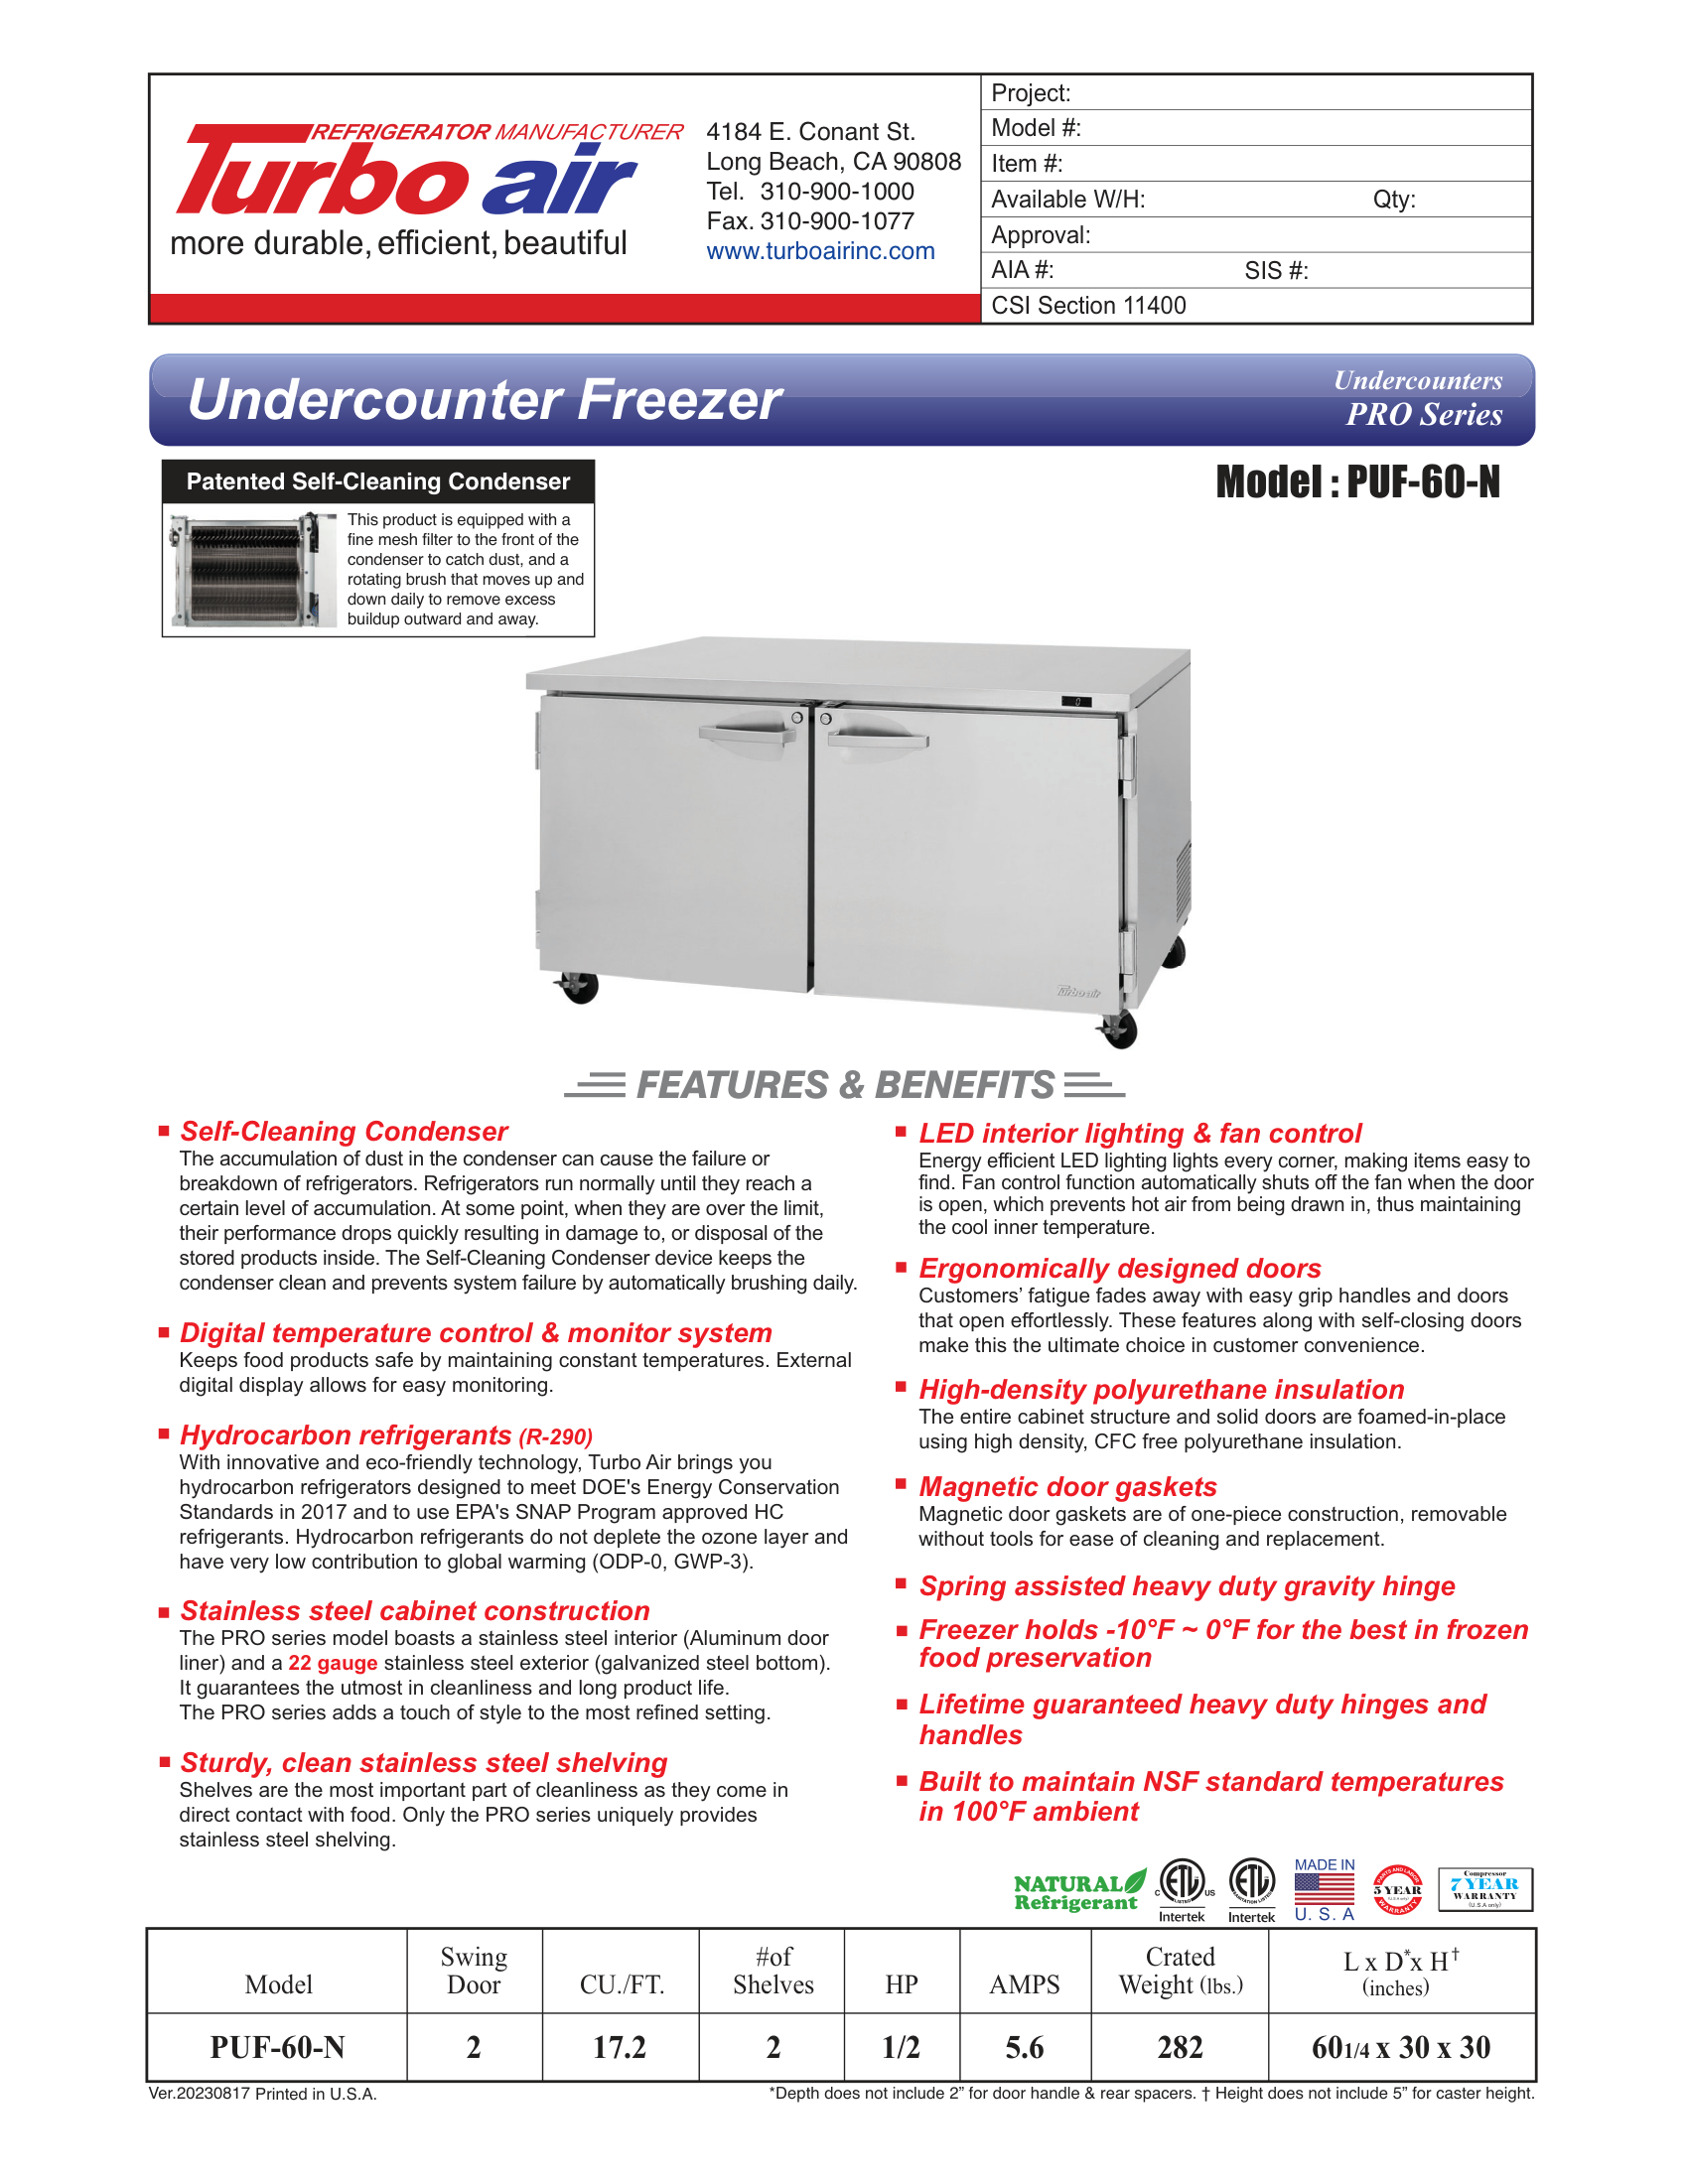 REFRIGERATOR MANUFACTURER
Turbo air
more durable, efficient, beautiful
4184 E. Conant St.
Long Beach, CA 90808
Tel. 310-900-1000
Fax. 310-900-1077
www.turboairinc.com
Project:
Model #:
Item #:
Available W/H: Qty:
Approval:
AIA #: SIS #:
CSI Section 11400
Undercounter Freezer
Undercounters
PRO Series
Patented Self-Cleaning Condenser
This product is equipped with a
fine mesh filter to the front of the
condenser to catch dust, and a
rotating brush that moves up and
down daily to remove excess
buildup outward and away.
Model : PUF-60-N
Turbo air
FEATURES & BENEFITS
Self-Cleaning Condenser
The accumulation of dust in the condenser can cause the failure or
breakdown of refrigerators. Refrigerators run normally until they reach a
certain level of accumulation. At some point, when they are over the limit,
their performance drops quickly resulting in damage to, or disposal of the
stored products inside. The Self-Cleaning Condenser device keeps the
condenser clean and prevents system failure by automatically brushing daily.
Digital temperature control & monitor system
Keeps food products safe by maintaining constant temperatures. External
digital display allows for easy monitoring.
Hydrocarbon refrigerants (R-290)
With innovative and eco-friendly technology, Turbo Air brings you
hydrocarbon refrigerators designed to meet DOE's Energy Conservation
Standards in 2017 and to use EPA's SNAP Program approved HC
refrigerants. Hydrocarbon refrigerants do not deplete the ozone layer and
have very low contribution to global warming (ODP-0, GWP-3).
Stainless steel cabinet construction
The PRO series model boasts a stainless steel interior (Aluminum door
liner) and a 22 gauge stainless steel exterior (galvanized steel bottom).
It guarantees the utmost in cleanliness and long product life.
The PRO series adds a touch of style to the most refined setting.
Sturdy, clean stainless steel shelving
Shelves are the most important part of cleanliness as they come in
direct contact with food. Only the PRO series uniquely provides
stainless steel shelving.
LED interior lighting & fan control
Energy efficient LED lighting lights every corner, making items easy to
find. Fan control function automatically shuts off the fan when the door
is open, which prevents hot air from being drawn in, thus maintaining
the cool inner temperature.
Ergonomically designed doors
Customers' fatigue fades away with easy grip handles and doors
that open effortlessly. These features along with self-closing doors
make this the ultimate choice in customer convenience.
High-density polyurethane insulation
The entire cabinet structure and solid doors are foamed-in-place
using high density, CFC free polyurethane insulation.
Magnetic door gaskets
Magnetic door gaskets are of one-piece construction, removable
without tools for ease of cleaning and replacement.
Spring assisted heavy duty gravity hinge
Freezer holds -10°F ~ 0°F for the best in frozen
food preservation
Lifetime guaranteed heavy duty hinges and
handles
Built to maintain NSF standard temperatures
in 100°F ambient
NATURAL
Refrigerant
C ETL US
LISTED
Intertek
ETL
SANITATION LISTED
Intertek
MADE IN
U. S. A
PARTS AND LABOR
5 YEAR
(U.S.A only)
WARRANTY
Compressor
7 YEAR
WARRANTY
(U.S.A only)
Model Swing Door CU./FT. #of Shelves HP AMPS Crated Weight (lbs.) L x D* x H† (inches)
PUF-60-N 2 17.2 2 1/2 5.6 282 60 1/4 x 30 x 30
Ver.20230817 Printed in U.S.A.
*Depth does not include 2” for door handle & rear spacers. † Height does not include 5” for caster height.